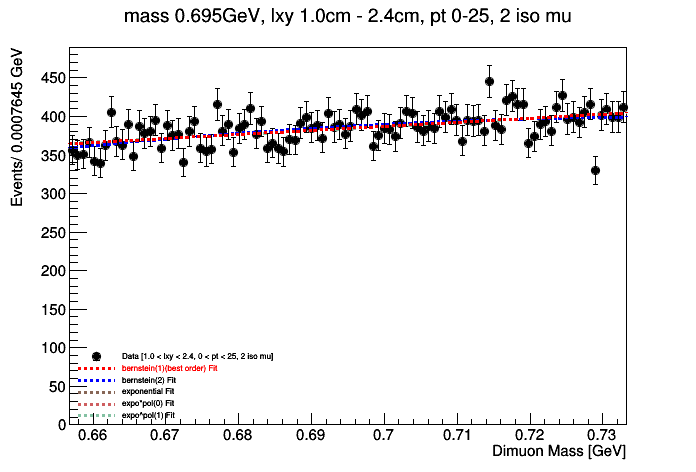 mass 0.695GeV, lxy 1.0cm - 2.4cm, pt 0-25, 2 iso mu
Events/ 0.0007645 GeV
450
400
350
300
250
200
150
100
50
0
Data [1.0 < lxy < 2.4, 0 < pt < 25, 2 iso mu]
bernstein(1)(best order) Fit
bernstein(2) Fit
exponential Fit
expo*pol(0) Fit
expo*pol(1) Fit
0.66 0.67 0.68 0.69 0.7 0.71 0.72 0.73
Dimuon Mass [GeV]